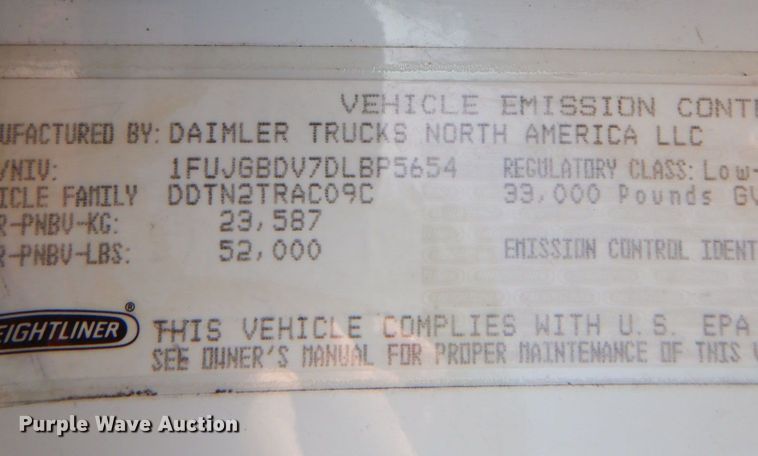 VEHICLE EMISSION CONT
UFACTURED BY: DAIMLER TRUCKS NORTH AMERICA LLC
/NIV: 1FUJGBDV7DLBP5654 REGULATORY CLASS: Low-
ICLE FAMILY DDTN2TRAC09C 33,000 Pounds GV
R-PNBV-KG: 23,587
R-PNBV-LBS: 52,000 EMISSION CONTROL IDENT
EIGHTLINER ®
THIS VEHICLE COMPLIES WITH U.S. EPA
SEE OWNER'S MANUAL FOR PROPER MAINTENANCE OF THIS V
Purple Wave Auction